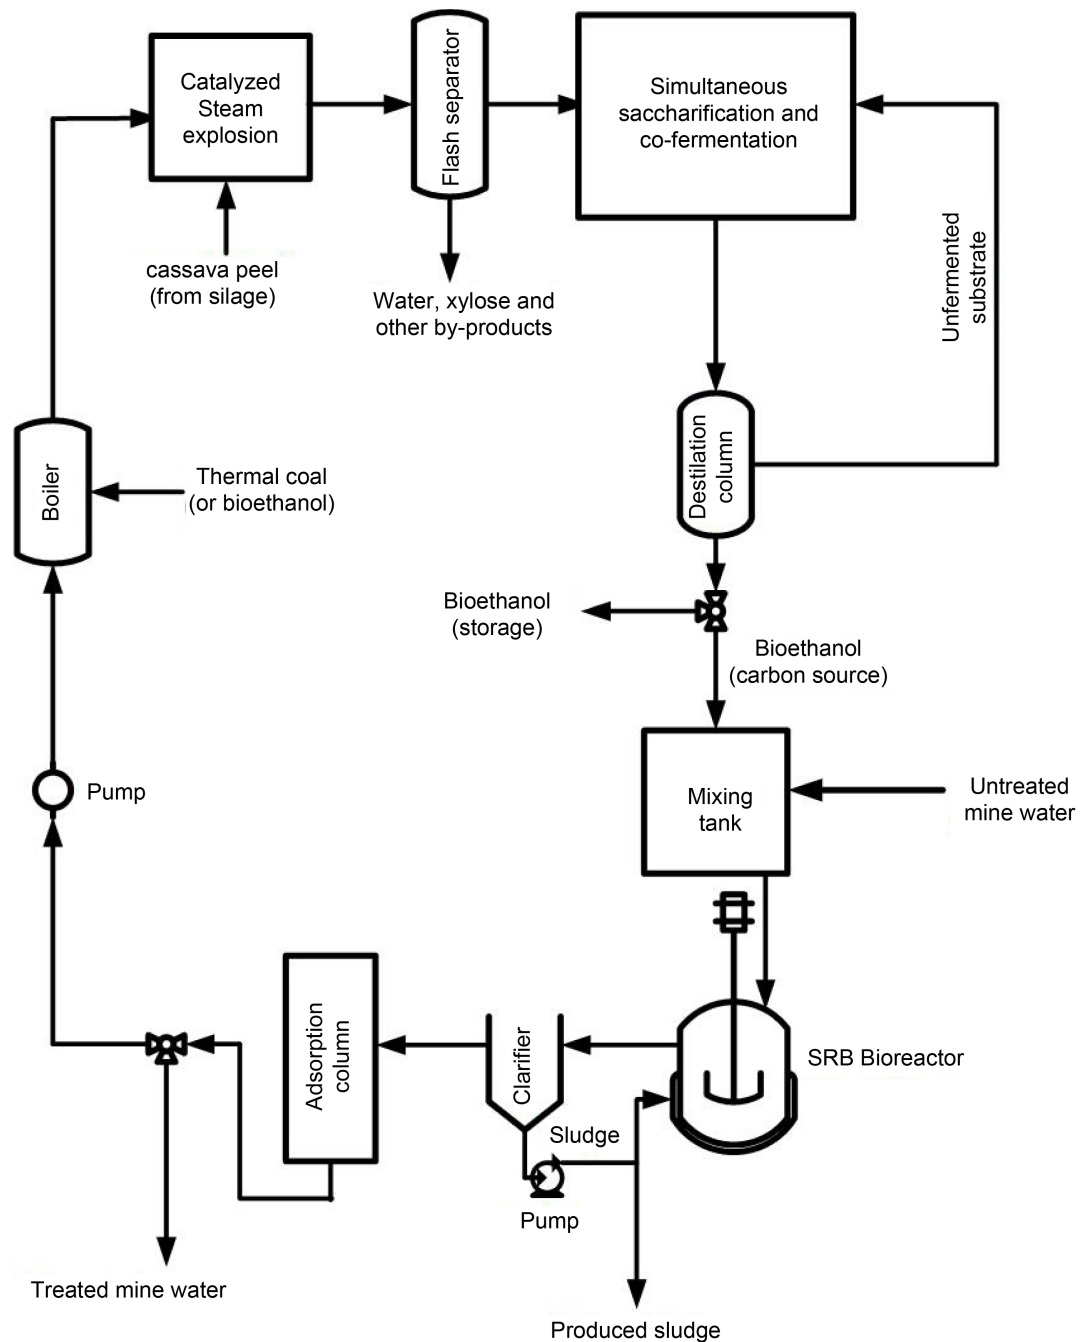 Catalyzed
Steam
explosion
Flash separator
Simultaneous
saccharification and
co-fermentation
cassava peel
(from silage)
Water, xylose and
other by-products
Unfermented
substrate
Boiler
Thermal coal
(or bioethanol)
Destilation
column
Bioethanol
(storage)
Bioethanol
(carbon source)
Pump
Mixing
tank
Untreated
mine water
Adsorption
column
Clarifier
SRB Bioreactor
Sludge
Pump
Treated mine water
Produced sludge